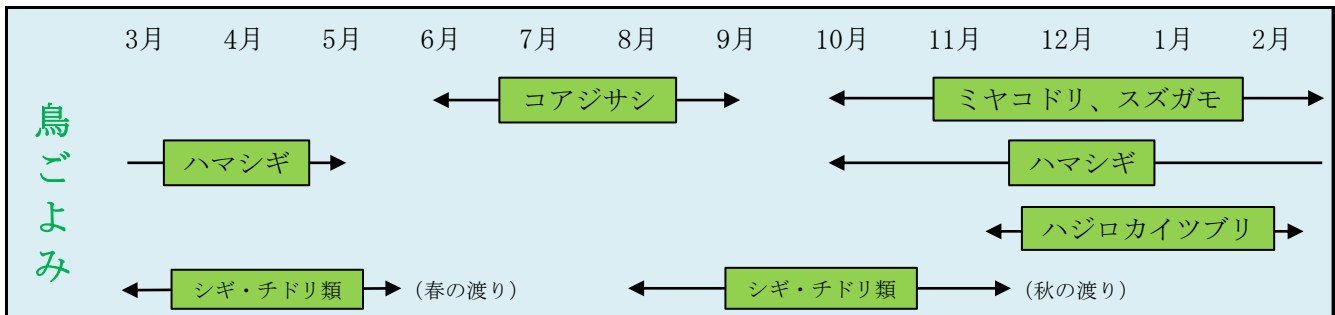 鳥ごよみ
3月 4月 5月 6月 7月 8月 9月 10月 11月 12月 1月 2月
コアジサシ ミヤコドリ、スズガモ
ハマシギ ハマシギ
ハジロカイツブリ
シギ・チドリ類 (春の渡り) シギ・チドリ類 (秋の渡り)